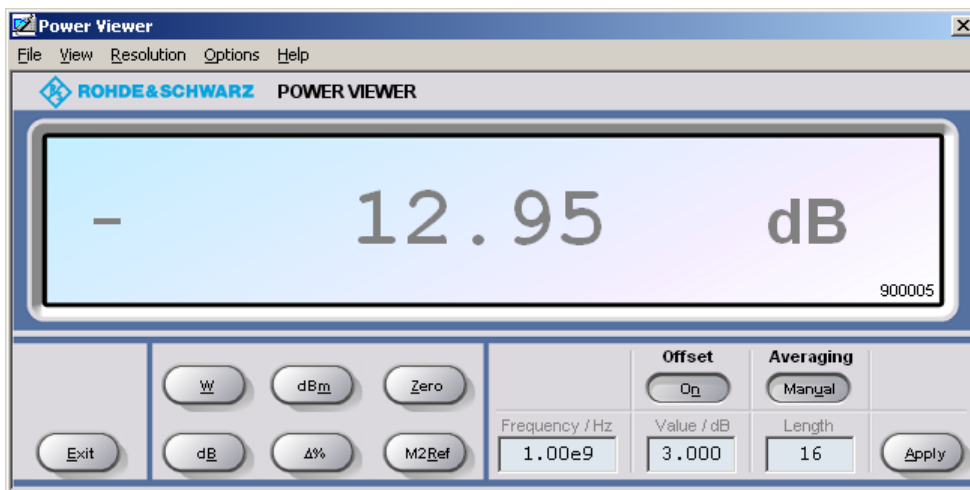 Power Viewer
File View Resolution Options Help
ROHDE&SCHWARZ POWER VIEWER
- 12.95 dB
900005
Offset Averaging
W dBm Zero On Manual
Frequency / Hz Value / dB Length
Exit dB Δ% M2Ref 1.00e9 3.000 16 Apply